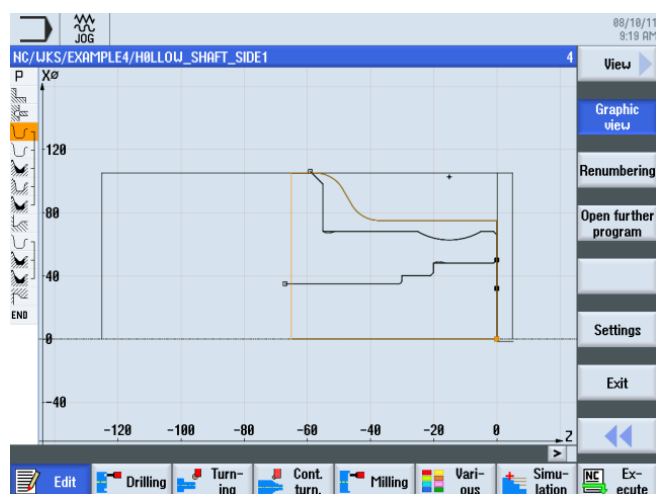 JOG
08/10/11
9:19 AM
NC/WKS/EXAMPLE4/HOLLOW_SHAFT_SIDE1 4
P XØ
END
120
80
40
0
-40
-120 -100 -80 -60 -40 -20 0 Z
View
Graphic
view
Renumbering
Open further
program
Settings
Exit
>
Edit
Drilling
Turn-
ing
Cont.
turn.
Milling
Vari-
ous
Simu-
lation
NC Ex-
ecute